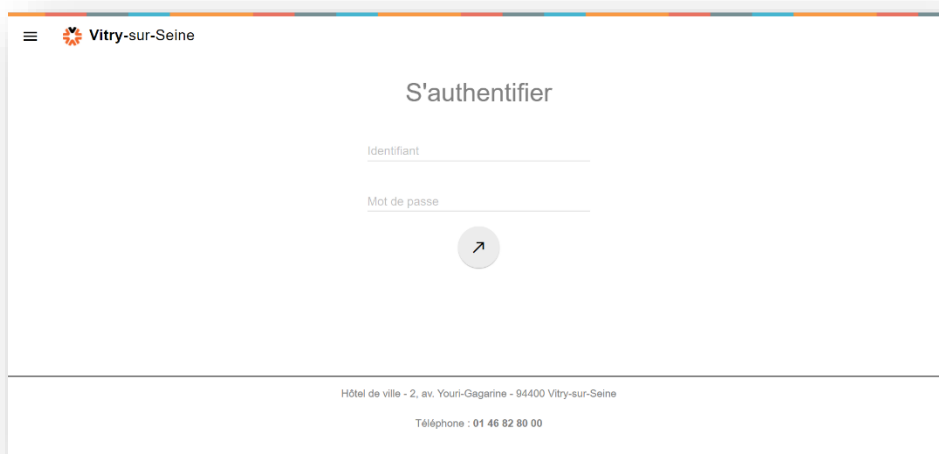 Vitry-sur-Seine
S'authentifier
Identifiant
Mot de passe
Hôtel de ville - 2, av. Youri-Gagarine - 94400 Vitry-sur-Seine
Téléphone : 01 46 82 80 00